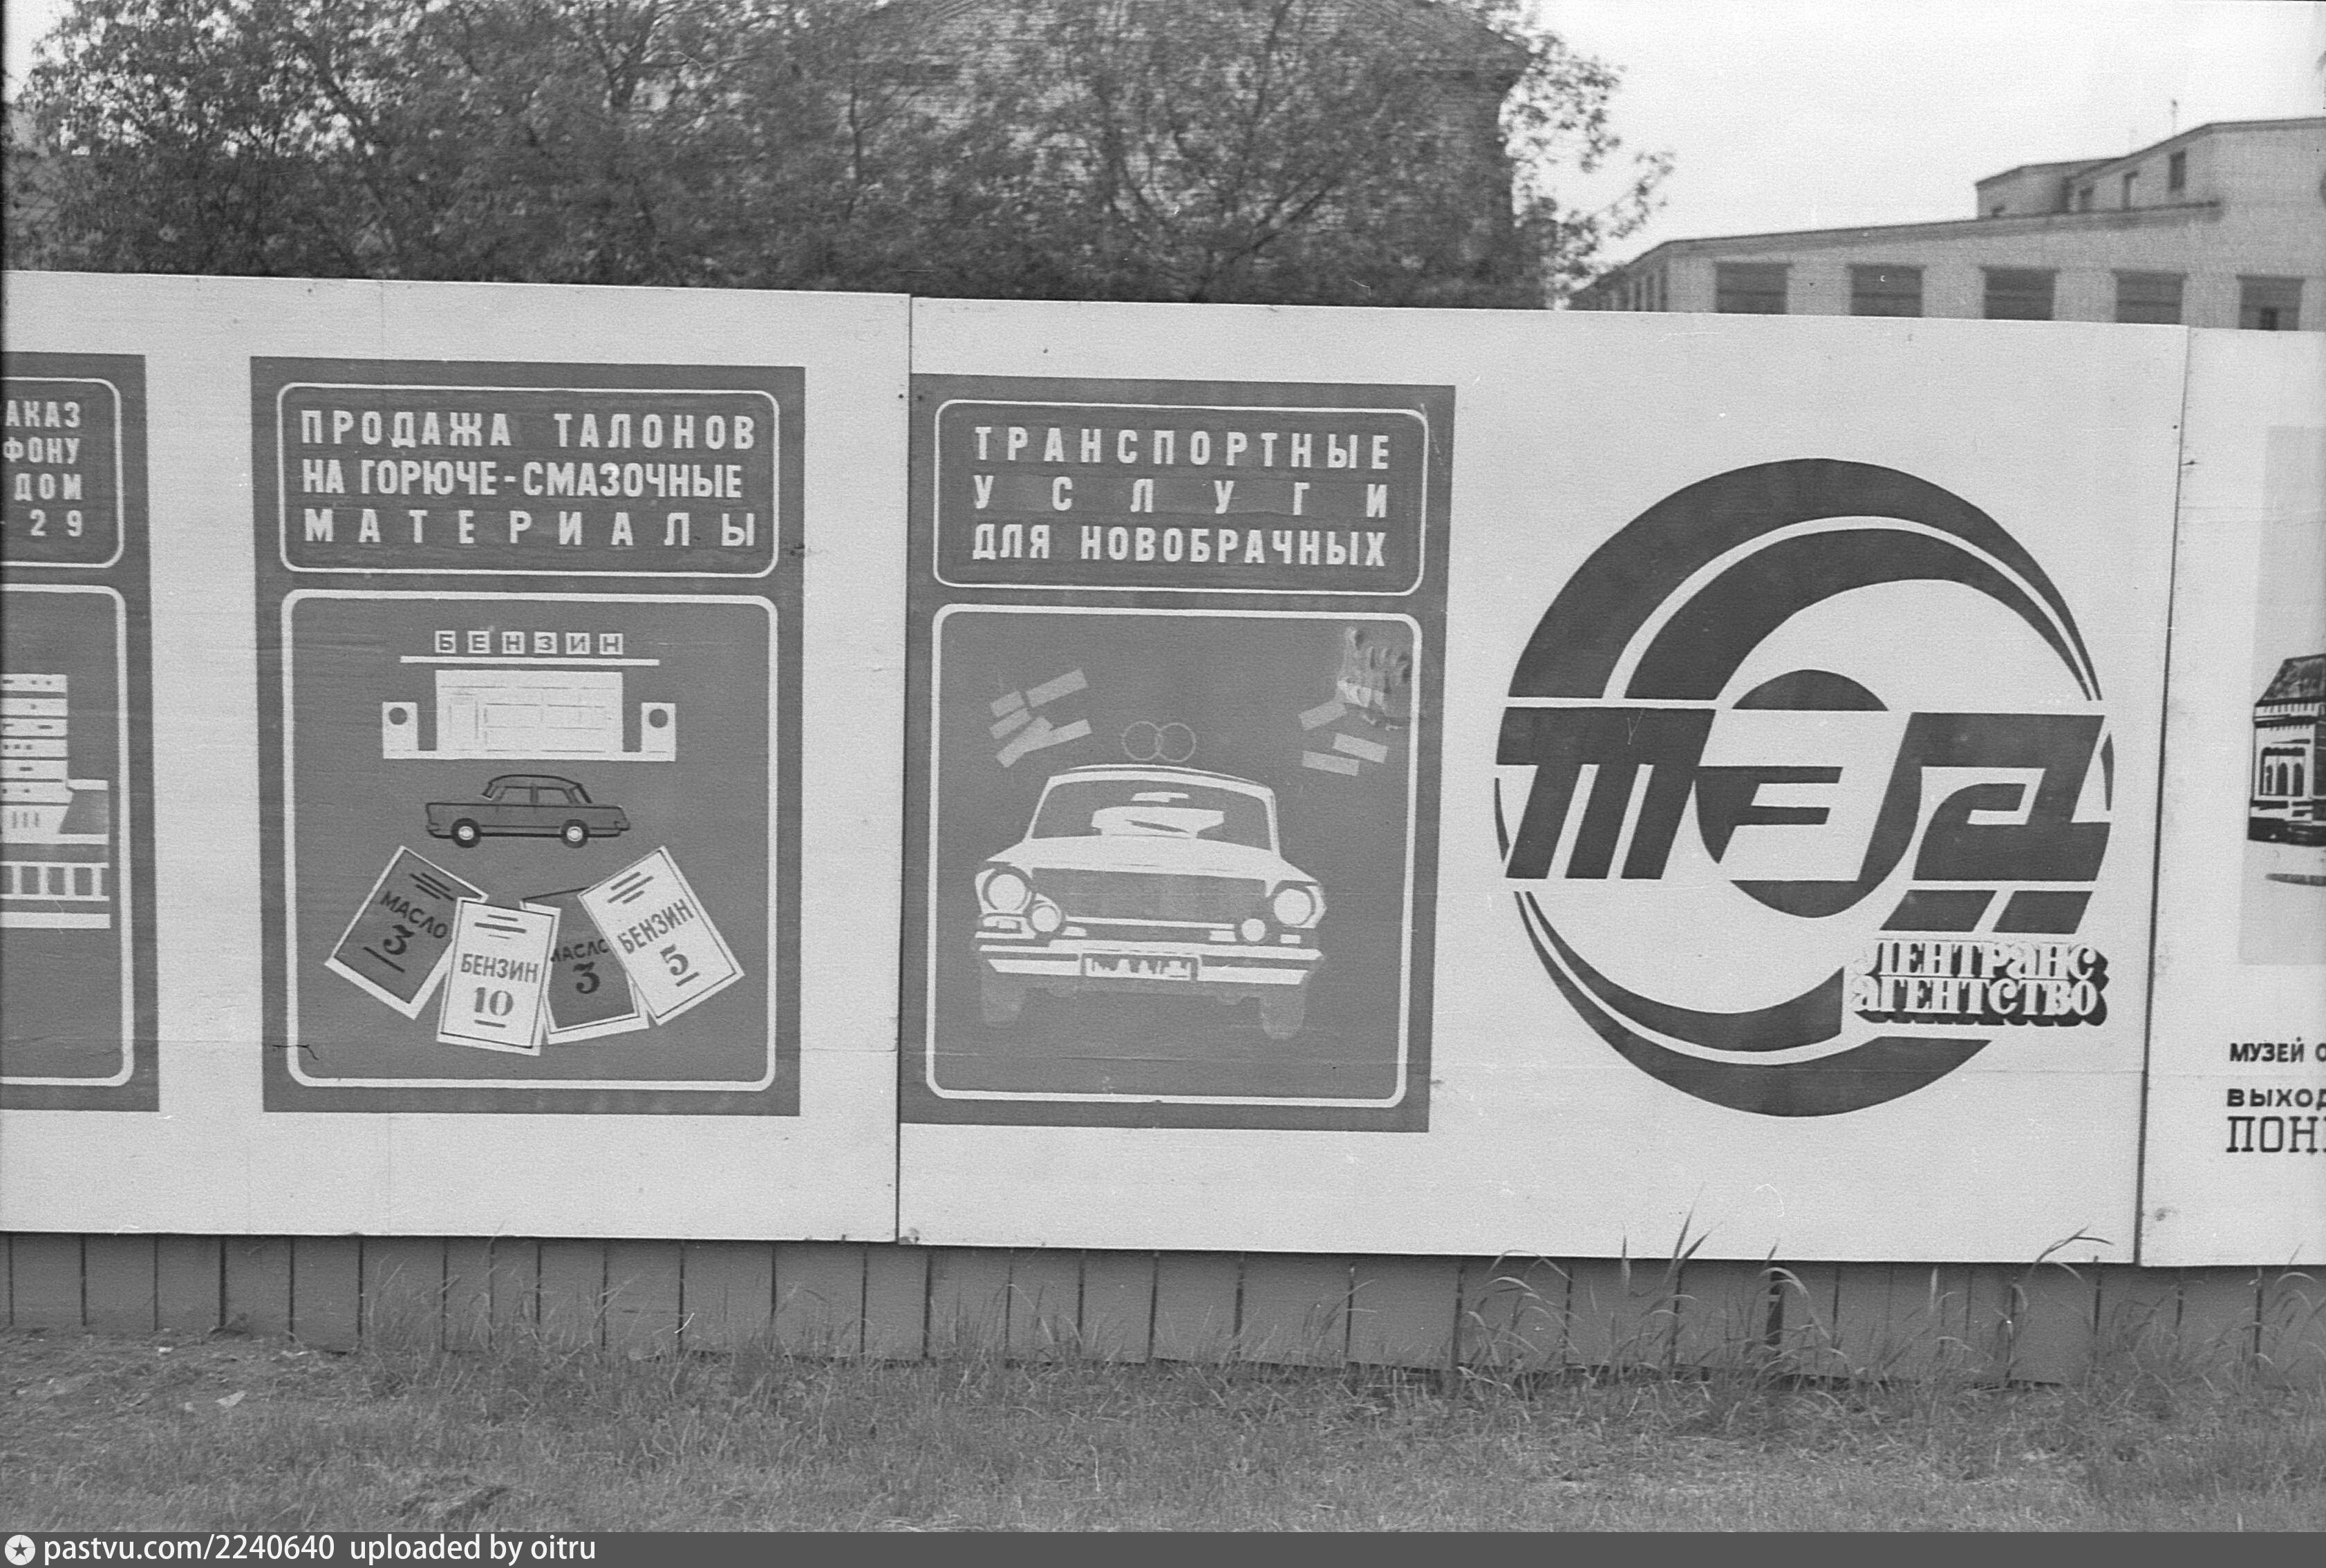 АКАЗ
ФОНУ
ДОМ
29
ПРОДАЖА ТАЛОНОВ
НА ГОРЮЧЕ-СМАЗОЧНЫЕ
МАТЕРИАЛЫ
БЕНЗИН
МАСЛО
3
БЕНЗИН
10
МАСЛО
3
БЕНЗИН
5
ТРАНСПОРТНЫЕ
УСЛУГИ
ДЛЯ НОВОБРАЧНЫХ
ТЭД
ЛЕНТРАНС
АГЕНТСТВО
МУЗЕЙ
ВЫХОД
ПОН
pastvu.com/2240640 uploaded by oitru